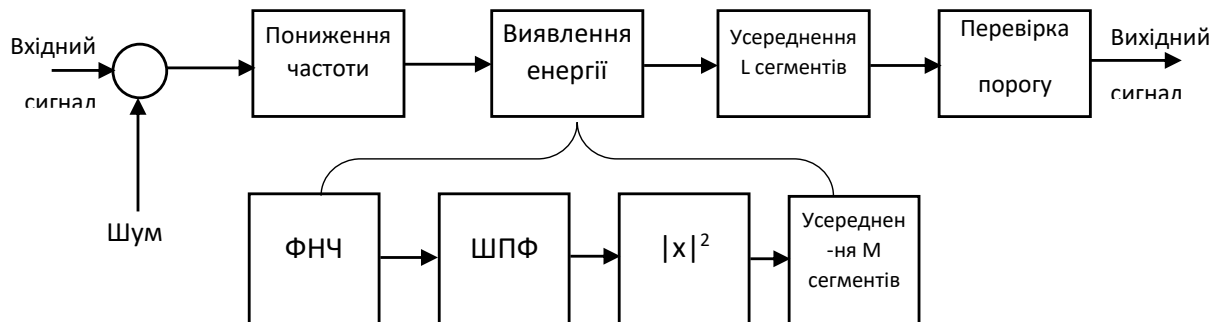 Вхідний
сигнал
Шум
Пониження
частоти
Виявлення
енергії
Усереднення
L сегментів
Перевірка
порогу
Вихідний
сигнал
ФНЧ
ШПФ
|x|²
Усереднен
-ня М
сегментів